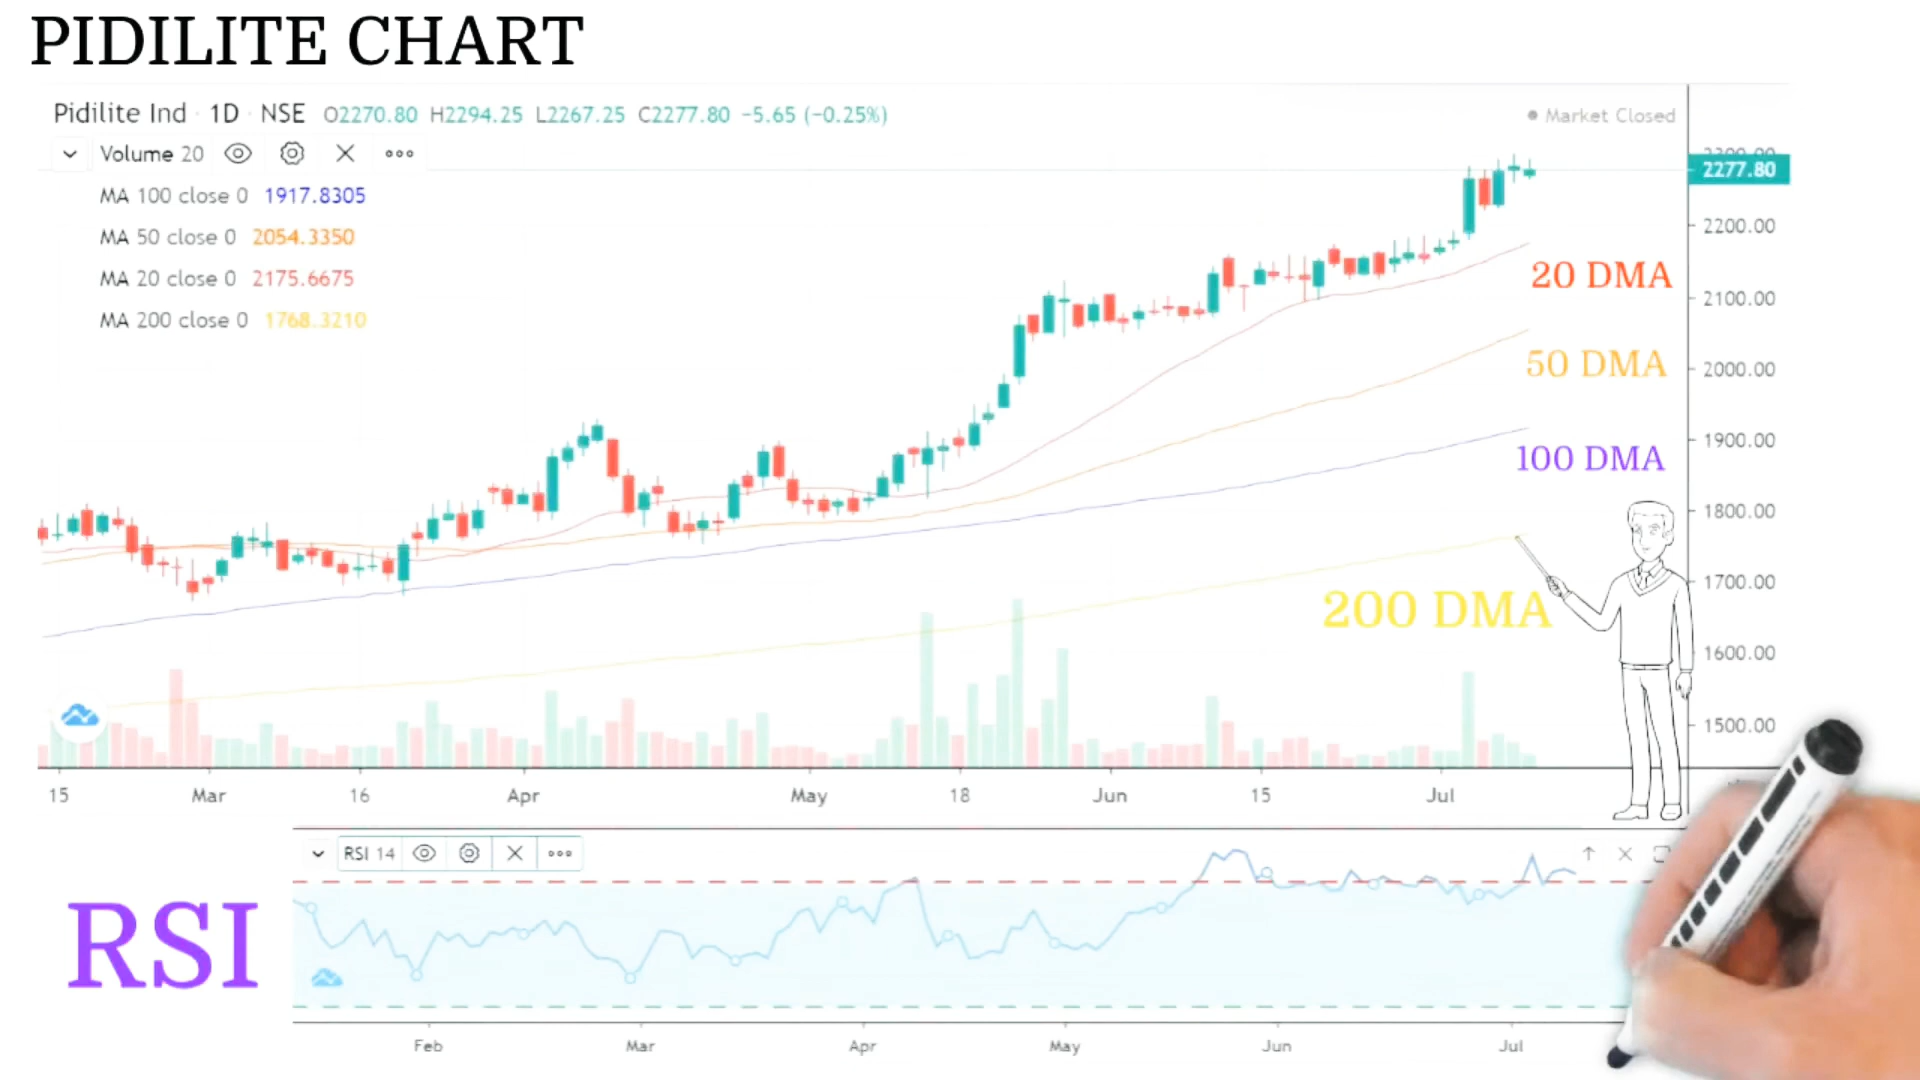 PIDILITE CHART
Pidilite Ind · 1D · NSE O2270.80 H2294.25 L2267.25 C2277.80 −5.65 (−0.25%)
Market Closed
Volume 20
2300.00
2277.80
MA 100 close 0 1917.8305
MA 50 close 0 2054.3350
2200.00
MA 20 close 0 2175.6675
20 DMA
2100.00
MA 200 close 0 1768.3210
50 DMA
2000.00
1900.00
100 DMA
1800.00
1700.00
200 DMA
1600.00
1500.00
15 Mar 16 Apr May 18 Jun 15 Jul
RSI 14
RSI
Feb Mar Apr May Jun Jul